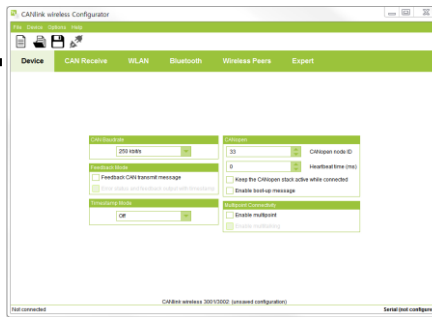 CANlink wireless Configurator
File Device Options Help
Device CAN Receive WLAN Bluetooth Wireless Peers Expert
CAN Baudrate
250 kbit/s
Feedback Mode
Feedback CAN transmit message
Timestamp Mode
Off
CANopen
33 CANopen node ID
0 Heartbeat time (ms)
Keep the CANopen stack active while connected
Enable boot-up message
Multipoint Connectivity
Enable multipoint
CANlink wireless 3001/3002: (unsaved configuration)
Not connected